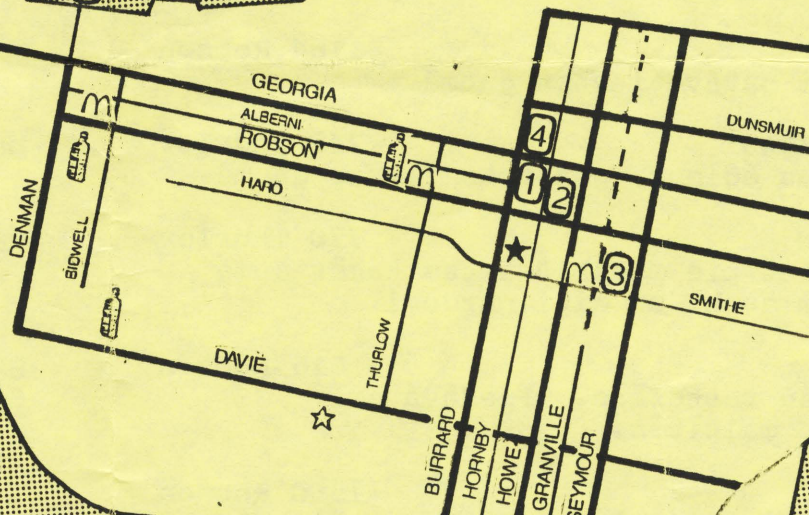 GEORGIA
ALBERNI
ROBSON
DUNSMUIR
4
1
2
HARO
DENMAN
BIDWELL
3
SMITHE
THURLOW
DAVIE
BURRARD
HORNBY
HOWE
GRANVILLE
SEYMOUR
m
m
m